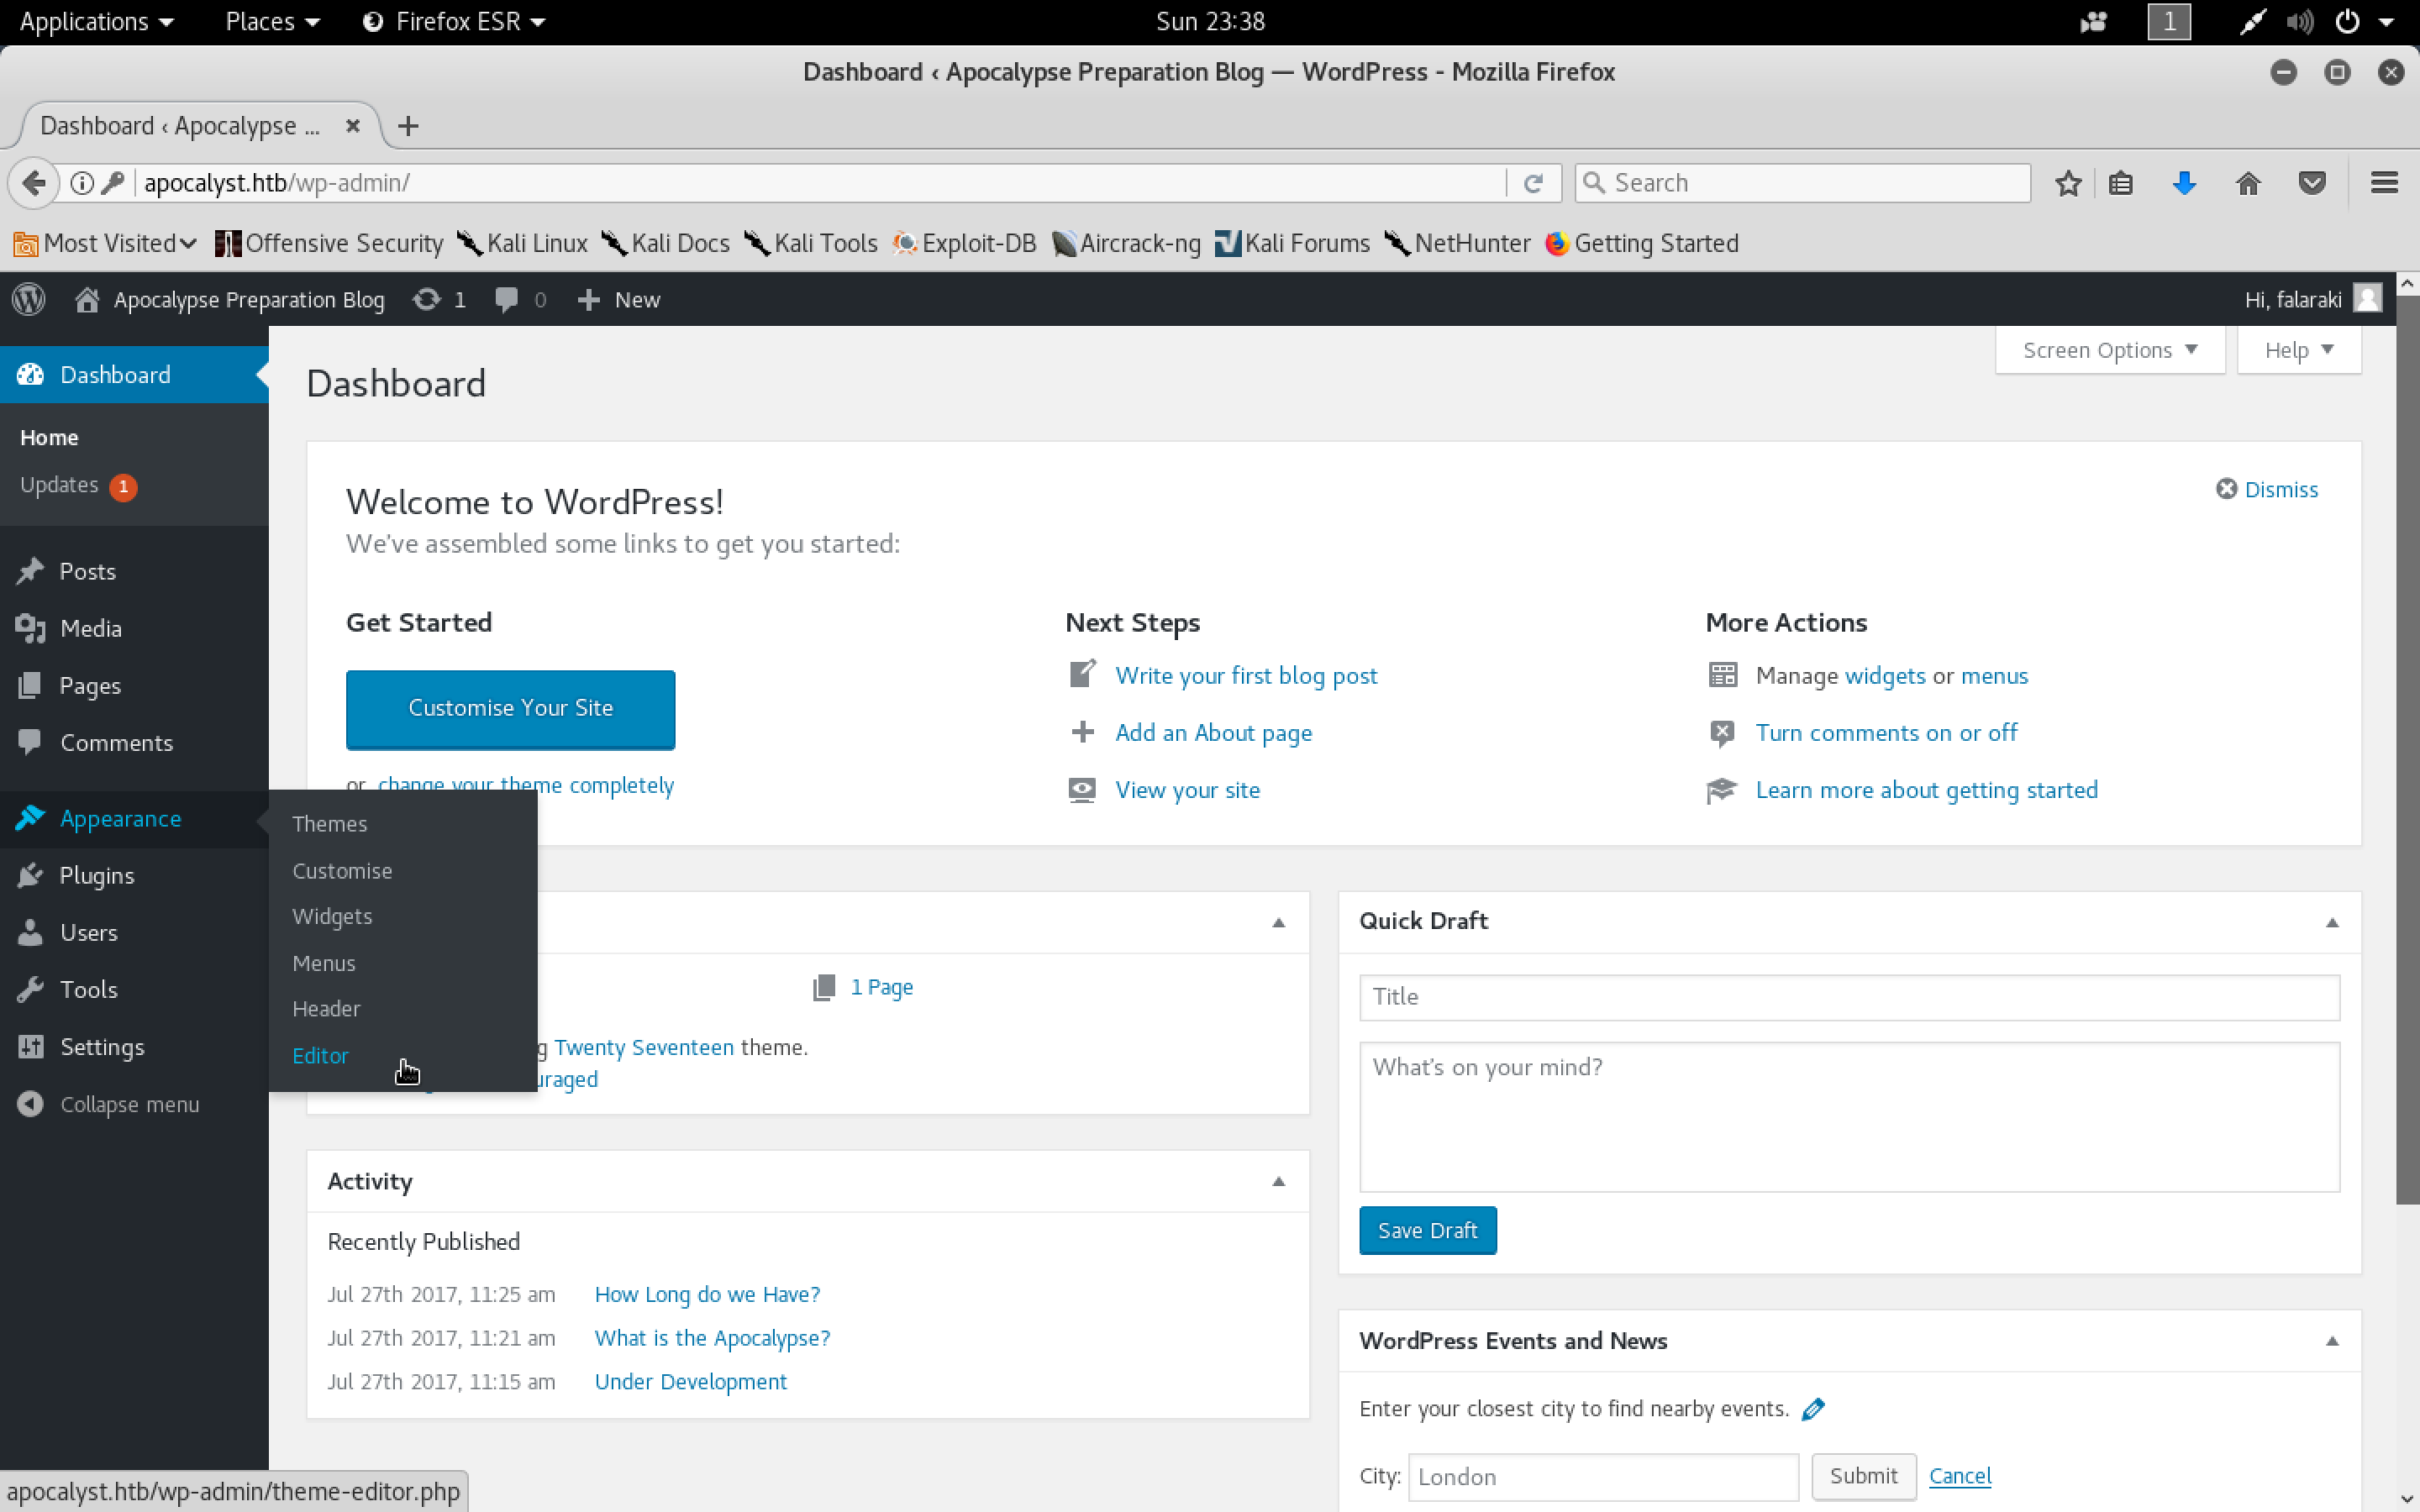 Applications Places Firefox ESR Sun 23:38 1
Dashboard ‹ Apocalypse Preparation Blog — WordPress - Mozilla Firefox
Dashboard ‹ Apocalypse ...
apocalyst.htb/wp-admin/ Search
Most Visited Offensive Security Kali Linux Kali Docs Kali Tools Exploit-DB Aircrack-ng Kali Forums NetHunter Getting Started
Apocalypse Preparation Blog 1 0 New Hi, falaraki
Dashboard
Home
Updates 1
Posts
Media
Pages
Comments
Appearance
Plugins
Users
Tools
Settings
Collapse menu
Themes
Customise
Widgets
Menus
Header
Editor
Screen Options Help
Dashboard
Dismiss
Welcome to WordPress!
We've assembled some links to get you started:
Get Started
Customise Your Site
or change your theme completely
Next Steps
Write your first blog post
Add an About page
View your site
More Actions
Manage widgets or menus
Turn comments on or off
Learn more about getting started
1 Page
g Twenty Seventeen theme.
uraged
Activity
Recently Published
Jul 27th 2017, 11:25 am How Long do we Have?
Jul 27th 2017, 11:21 am What is the Apocalypse?
Jul 27th 2017, 11:15 am Under Development
Quick Draft
Title
What's on your mind?
Save Draft
WordPress Events and News
Enter your closest city to find nearby events.
City: London Submit Cancel
apocalyst.htb/wp-admin/theme-editor.php